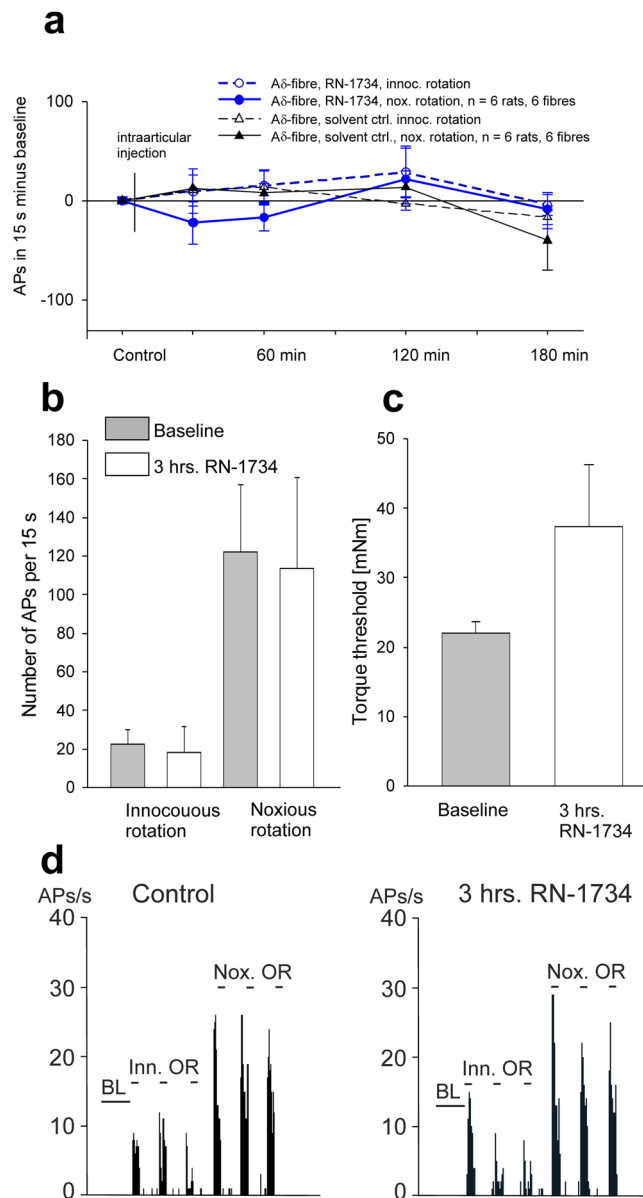 a
Aδ-fibre, RN-1734, innoc. rotation
Aδ-fibre, RN-1734, nox. rotation, n = 6 rats, 6 fibres
Aδ-fibre, solvent ctrl. innoc. rotation
Aδ-fibre, solvent ctrl., nox. rotation, n = 6 rats, 6 fibres
100
0
-100
APs in 15 s minus baseline
intraarticular
injection
Control
60 min
120 min
180 min
b
Baseline
3 hrs. RN-1734
180
160
140
120
100
80
60
40
20
0
Number of APs per 15 s
Innocouous
rotation
Noxious
rotation
c
50
40
30
20
10
0
Torque threshold [mNm]
Baseline
3 hrs.
RN-1734
d
APs/s
Control
40
30
20
10
0
BL
Inn. OR
Nox. OR
APs/s
3 hrs. RN-1734
40
30
20
10
0
BL
Inn. OR
Nox. OR